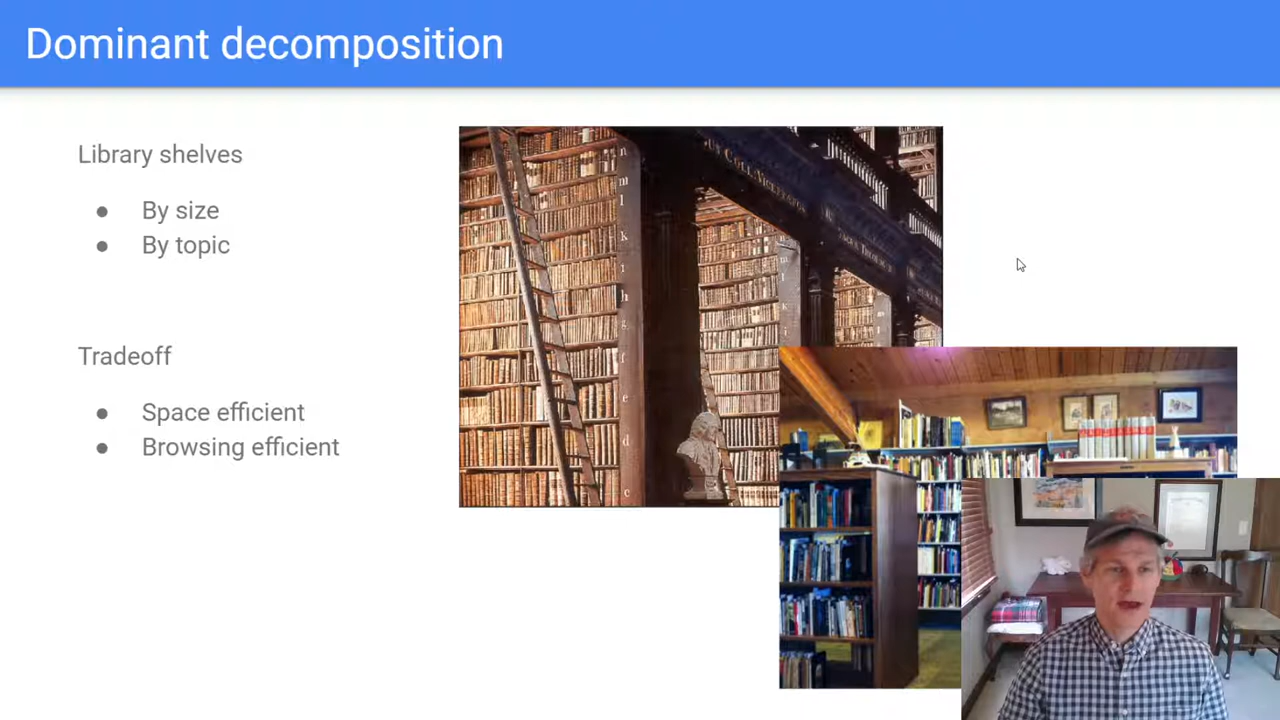 Dominant decomposition
Library shelves
● By size
● By topic
Tradeoff
● Space efficient
● Browsing efficient
n
m
l
k
i
h
g
f
e
d
c